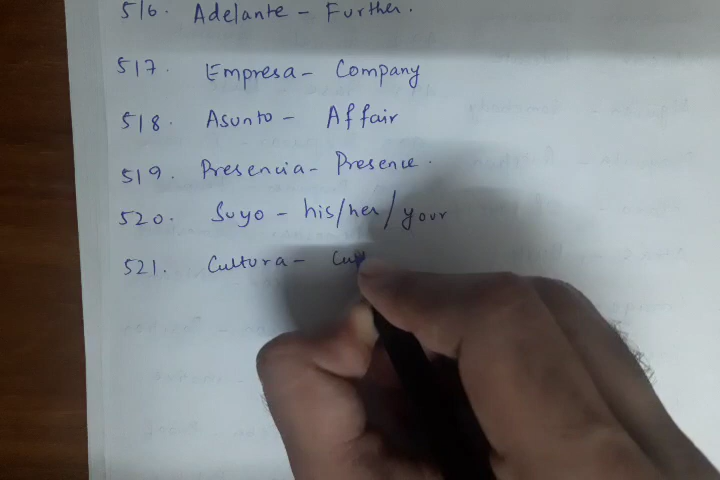 516. Adelante - Further.
517. Empresa - Company
518. Asunto - Affair
519. Presencia - Presence.
520. Suyo - his/her/your
521. Cultura - Cu